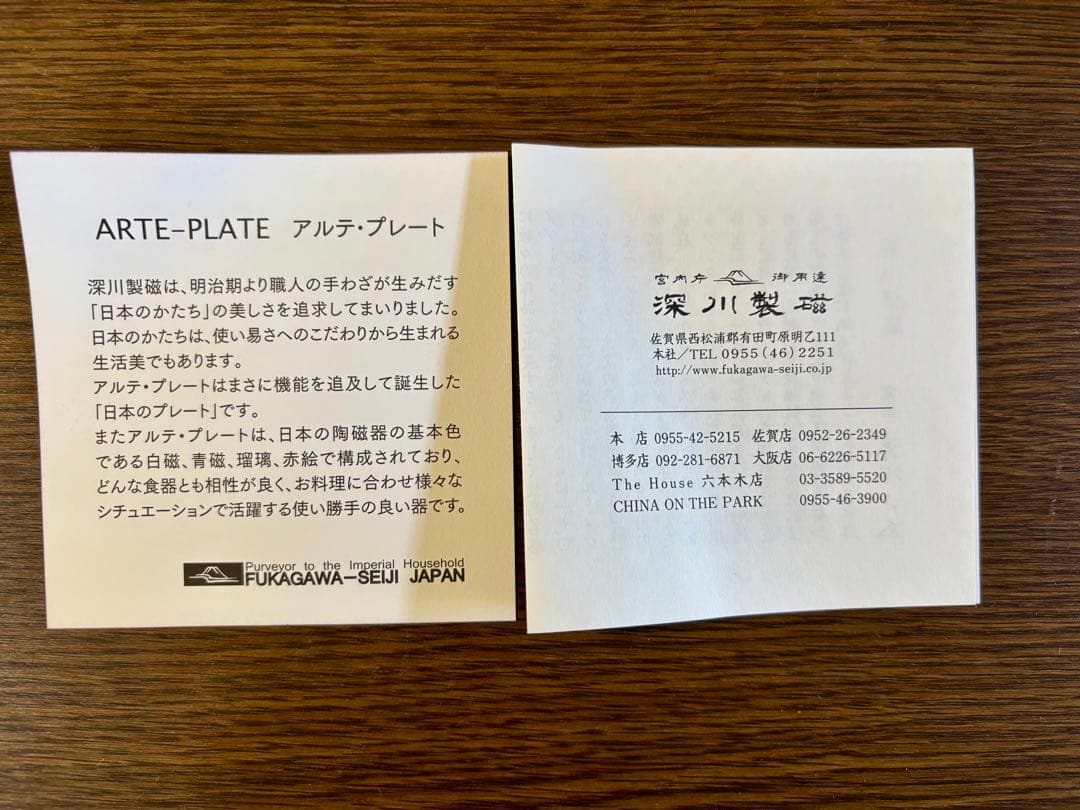 ARTE-PLATE アルテ・プレート
深川製磁は、明治期より職人の手わざが生みだす
「日本のかたち」の美しさを追求してまいりました。
日本のかたちは、使い易さへのこだわりから生まれる
生活美でもあります。
アルテ・プレートはまさに機能を追及して誕生した
「日本のプレート」です。
またアルテ・プレートは、日本の陶磁器の基本色
である白磁、青磁、瑠璃、赤絵で構成されており、
どんな食器とも相性が良く、お料理に合わせ様々な
シチュエーションで活躍する使い勝手の良い器です。
Purveyor to the Imperial Household
FUKAGAWA-SEIJI JAPAN
宮内庁 御用達
深川製磁
佐賀県西松浦郡有田町原明乙111
本社/TEL 0955(46)2251
http://www.fukagawa-seiji.co.jp
本 店 0955-42-5215 佐賀店 0952-26-2349
博多店 092-281-6871 大阪店 06-6226-5117
The House 六本木店 03-3589-5520
CHINA ON THE PARK 0955-46-3900